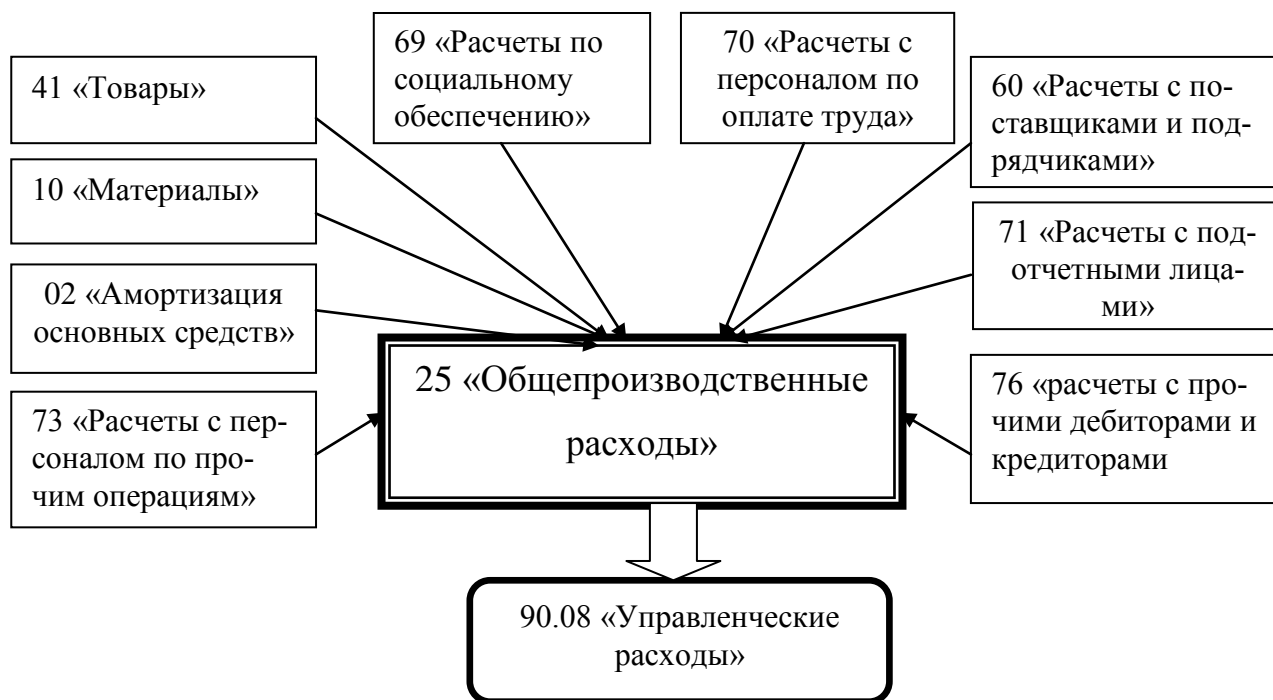 41 «Товары»
69 «Расчеты по
социальному
обеспечению»
70 «Расчеты с
персоналом по
оплате труда»
60 «Расчеты с по-
ставщиками и под-
рядчиками»
10 «Материалы»
71 «Расчеты с под-
отчетными лица-
ми»
02 «Амортизация
основных средств»
25 «Общепроизводственные
расходы»
73 «Расчеты с пер-
соналом по про-
чим операциям»
76 «расчеты с про-
чими дебиторами и
кредиторами
90.08 «Управленческие
расходы»